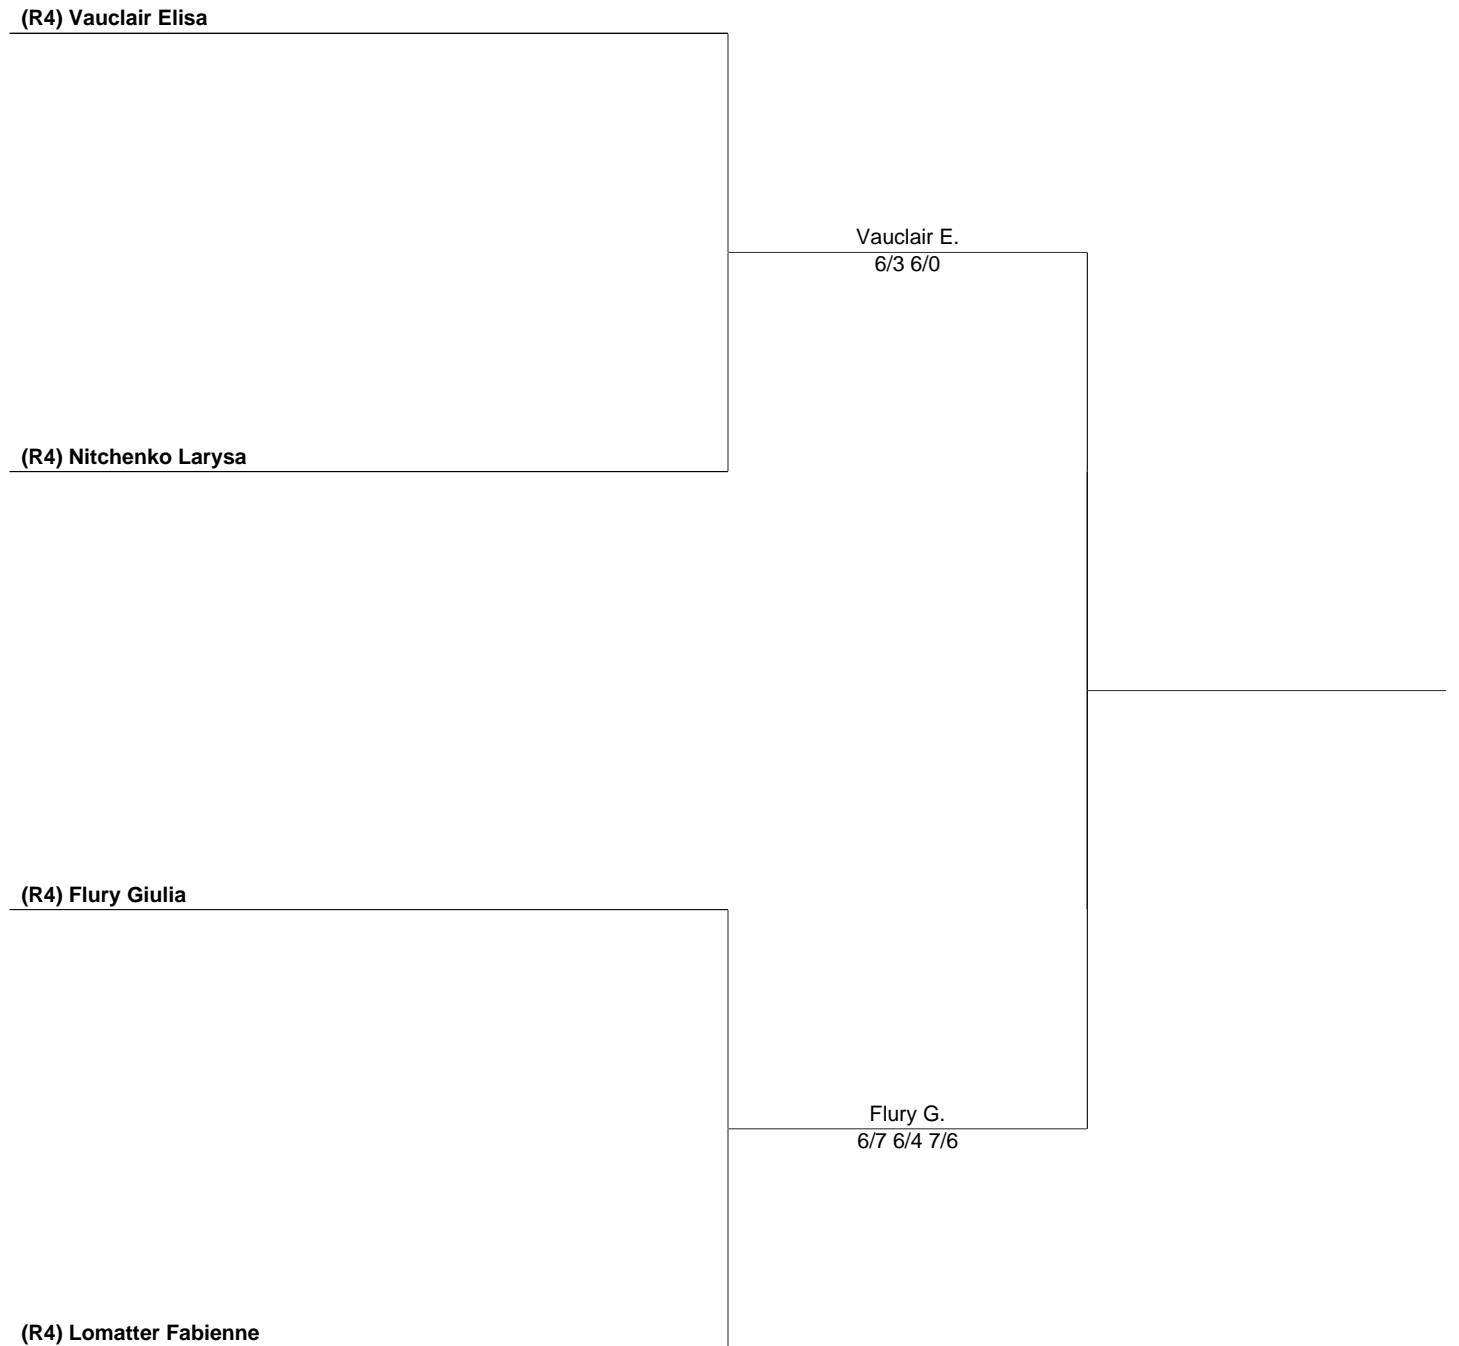 (R4) Vauclair Elisa
Vauclair E.
6/3 6/0
(R4) Nitchenko Larysa
(R4) Flury Giulia
Flury G.
6/7 6/4 7/6
(R4) Lomatter Fabienne